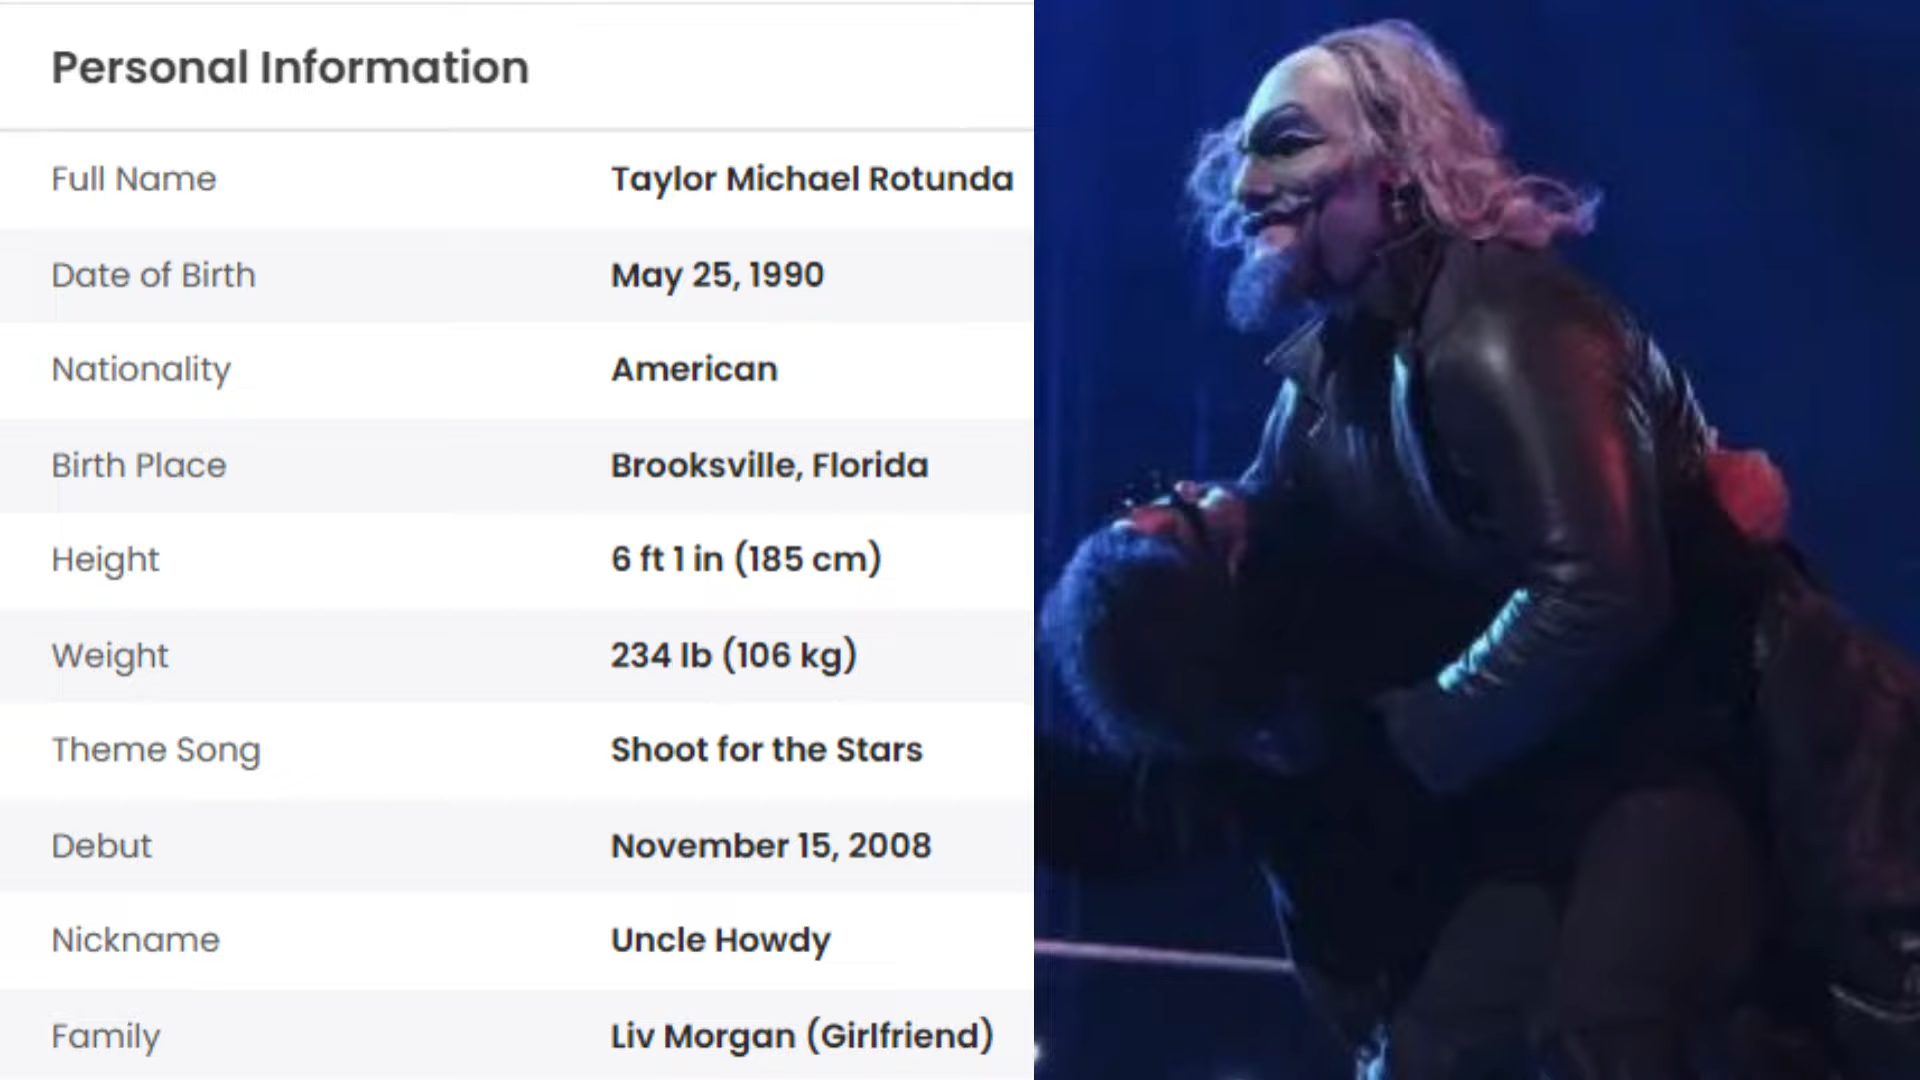 Personal Information
Full Name Taylor Michael Rotunda
Date of Birth May 25, 1990
Nationality American
Birth Place Brooksville, Florida
Height 6 ft 1 in (185 cm)
Weight 234 lb (106 kg)
Theme Song Shoot for the Stars
Debut November 15, 2008
Nickname Uncle Howdy
Family Liv Morgan (Girlfriend)